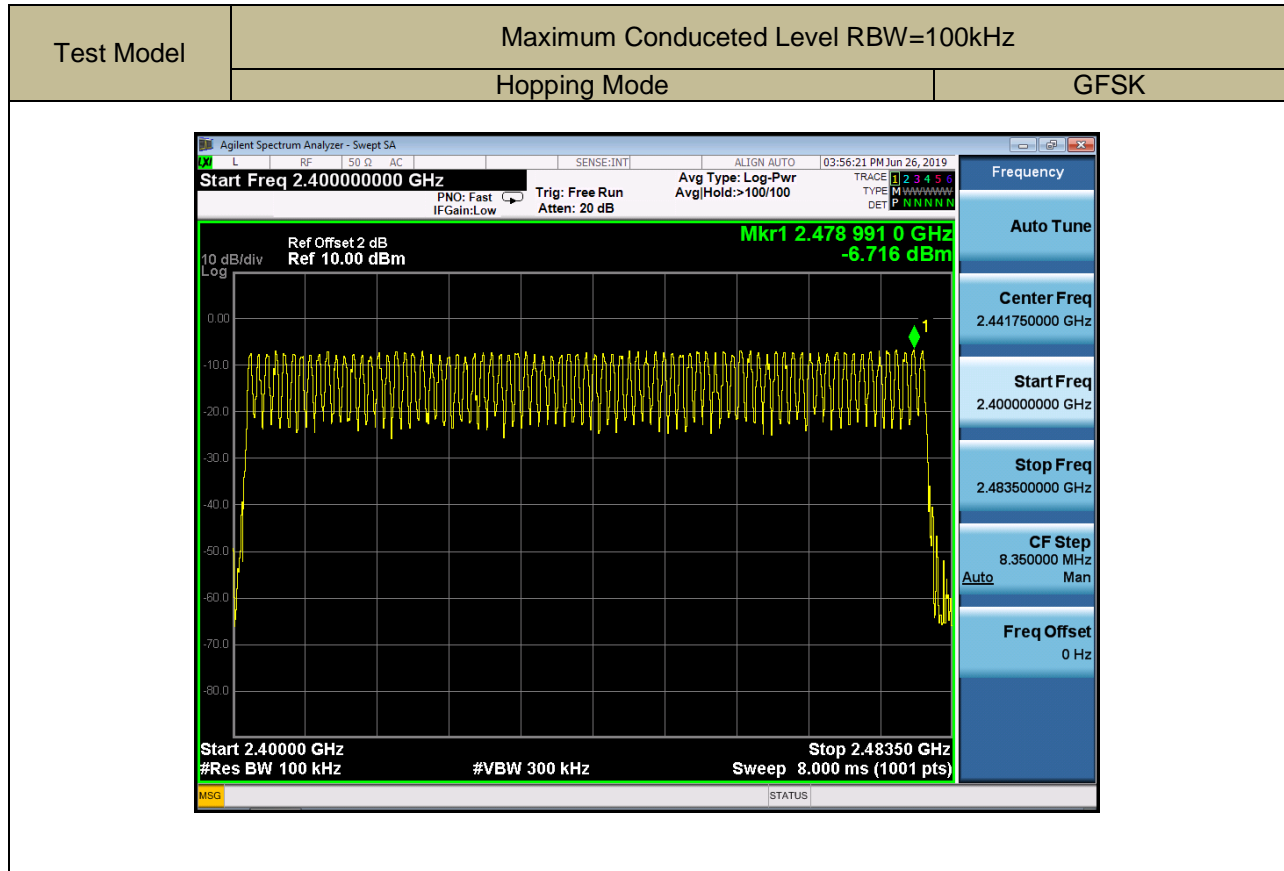 Test Model
Maximum Conduceted Level RBW=100kHz
Hopping Mode
GFSK
Agilent Spectrum Analyzer - Swept SA
LXI L RF 50 Ω AC SENSE:INT ALIGN AUTO 03:56:21 PM Jun 26, 2019
Start Freq 2.400000000 GHz
PNO: Fast
IFGain:Low
Trig: Free Run
Atten: 20 dB
Avg Type: Log-Pwr
Avg|Hold:>100/100
TRACE 1 2 3 4 5 6
TYPE M WWWWW
DET P N N N N N
Mkr1 2.478 991 0 GHz
-6.716 dBm
Ref Offset 2 dB
10 dB/div Ref 10.00 dBm
Log
1
0.00
-10.0
-20.0
-30.0
-40.0
-50.0
-60.0
-70.0
-80.0
Start 2.40000 GHz
Stop 2.48350 GHz
#Res BW 100 kHz
#VBW 300 kHz
Sweep 8.000 ms (1001 pts)
MSG
STATUS
Frequency
Auto Tune
Center Freq
2.441750000 GHz
Start Freq
2.400000000 GHz
Stop Freq
2.483500000 GHz
CF Step
8.350000 MHz
Auto Man
Freq Offset
0 Hz